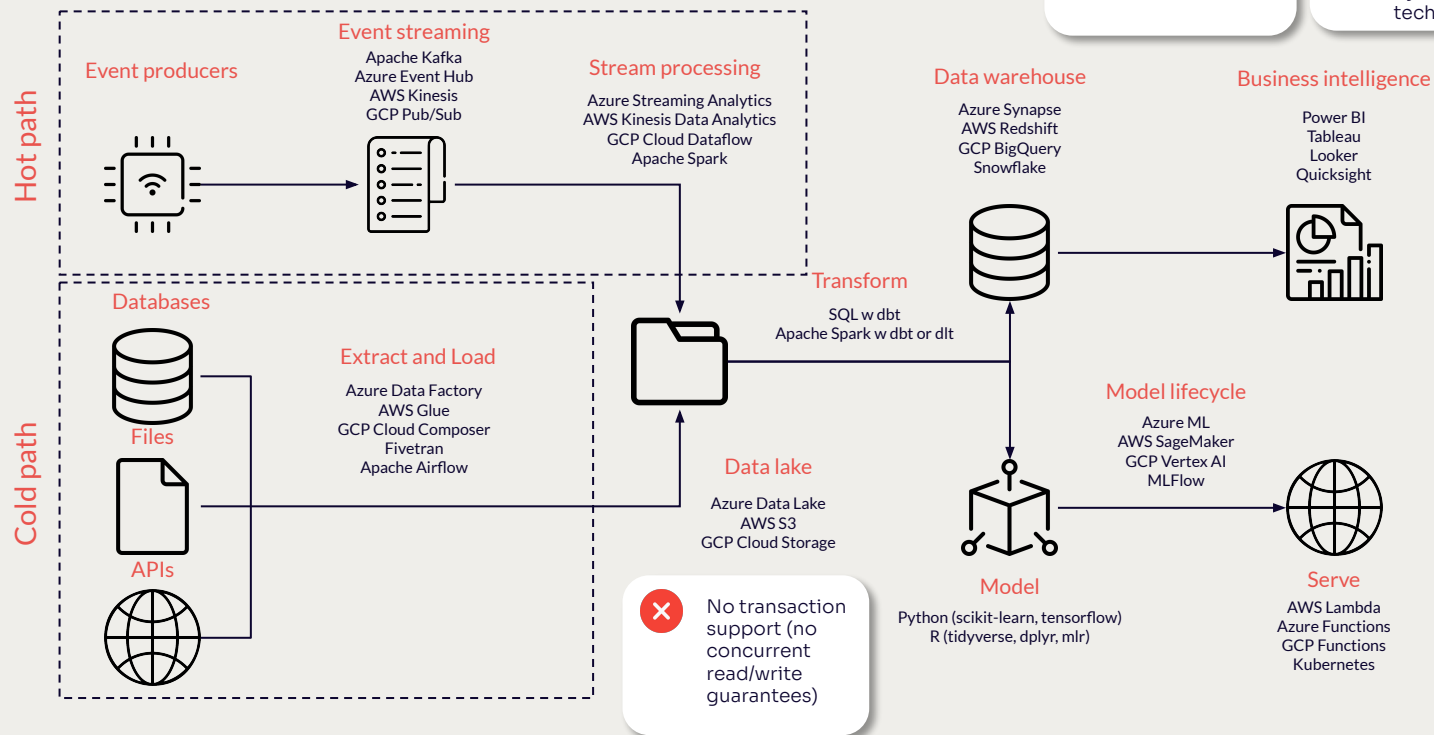 tech
Hot path
Event producers
Event streaming
Apache Kafka
Azure Event Hub
AWS Kinesis
GCP Pub/Sub
Stream processing
Azure Streaming Analytics
AWS Kinesis Data Analytics
GCP Cloud Dataflow
Apache Spark
Data warehouse
Azure Synapse
AWS Redshift
GCP BigQuery
Snowflake
Business intelligence
Power BI
Tableau
Looker
Quicksight
Cold path
Databases
Files
APIs
Extract and Load
Azure Data Factory
AWS Glue
GCP Cloud Composer
Fivetran
Apache Airflow
Transform
SQL w dbt
Apache Spark w dbt or dlt
Data lake
Azure Data Lake
AWS S3
GCP Cloud Storage
No transaction
support (no
concurrent
read/write
guarantees)
Model lifecycle
Azure ML
AWS SageMaker
GCP Vertex AI
MLFlow
Model
Python (scikit-learn, tensorflow)
R (tidyverse, dplyr, mlr)
Serve
AWS Lambda
Azure Functions
GCP Functions
Kubernetes